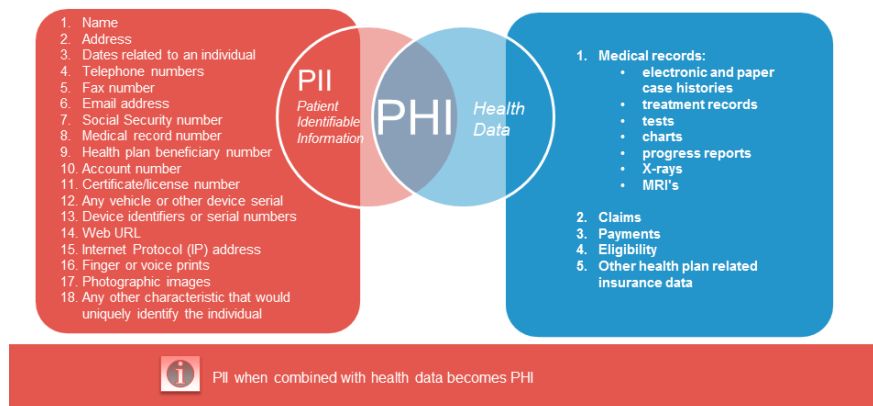 1. Name
2. Address
3. Dates related to an individual
4. Telephone numbers
5. Fax number
6. Email address
7. Social Security number
8. Medical record number
9. Health plan beneficiary number
10. Account number
11. Certificate/license number
12. Any vehicle or other device serial
13. Device identifiers or serial numbers
14. Web URL
15. Internet Protocol (IP) address
16. Finger or voice prints
17. Photographic images
18. Any other characteristic that would
uniquely identify the individual
PII
Patient
Identifiable
Information
PHI
Health
Data
1. Medical records:
• electronic and paper
case histories
• treatment records
• tests
• charts
• progress reports
• X-rays
• MRI's
2. Claims
3. Payments
4. Eligibility
5. Other health plan related
insurance data
i
PII when combined with health data becomes PHI